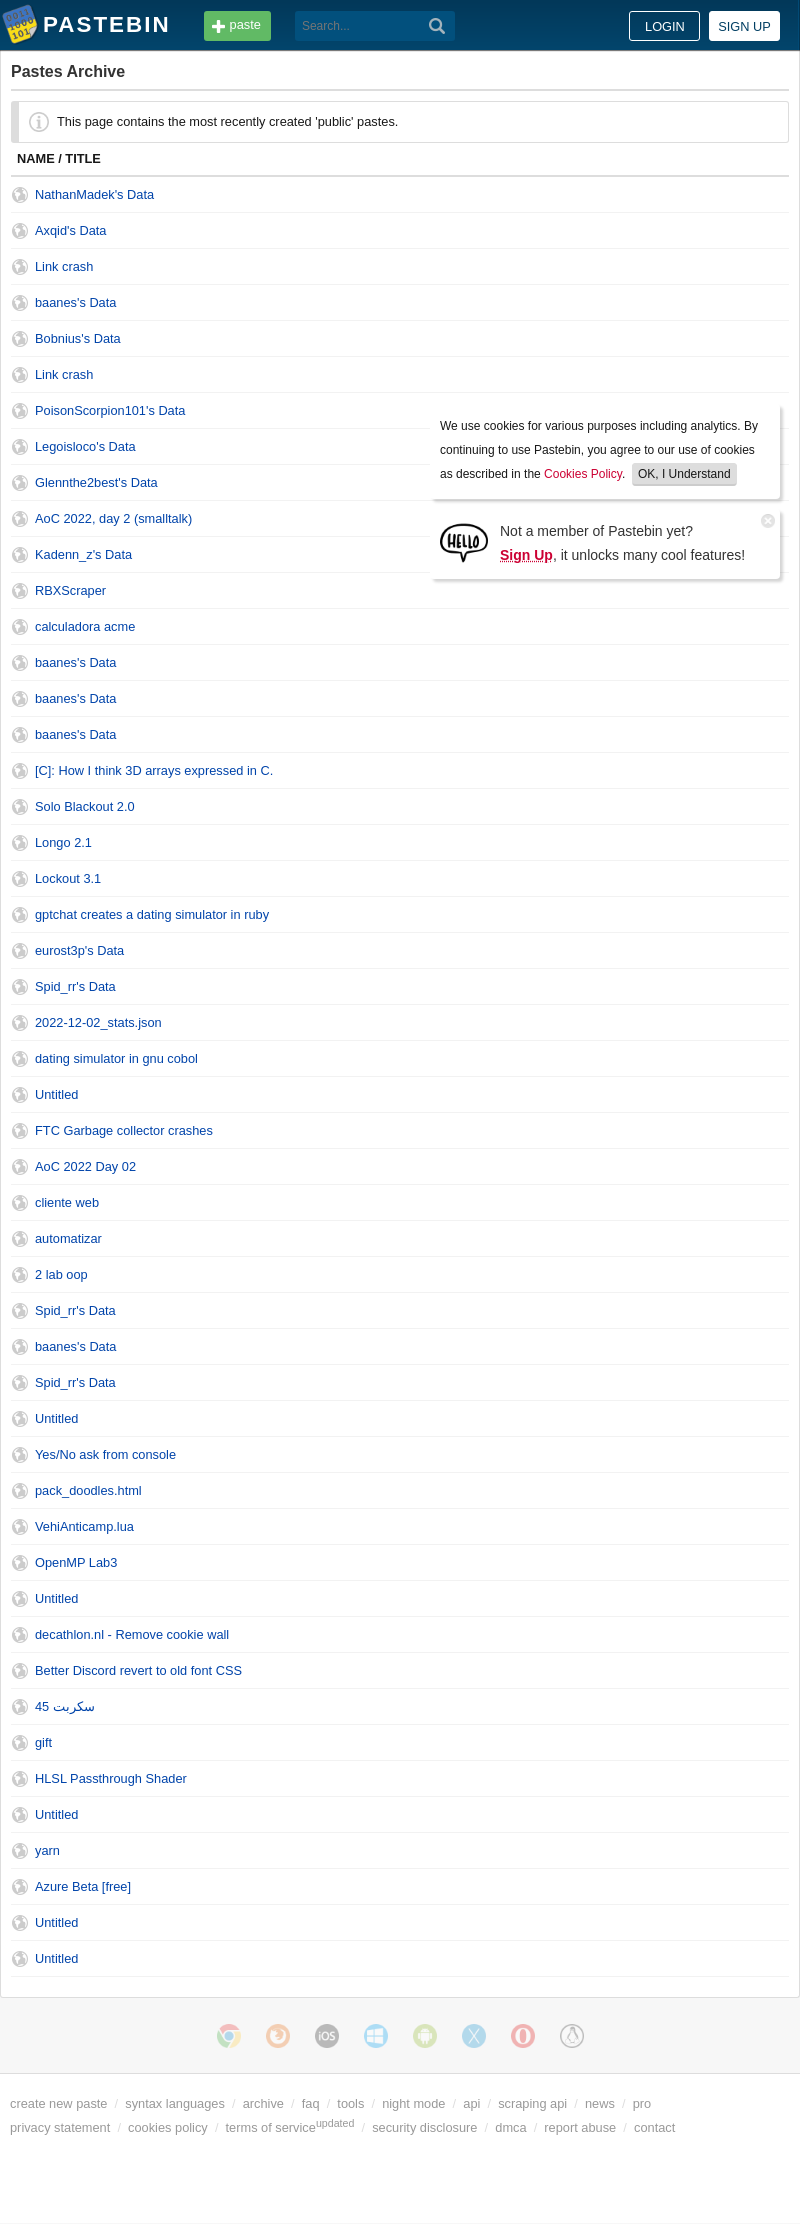 PASTEBIN
paste
Search...
LOGIN
SIGN UP
Pastes Archive
This page contains the most recently created 'public' pastes.
NAME / TITLE
NathanMadek's Data
Axqid's Data
Link crash
baanes's Data
Bobnius's Data
Link crash
PoisonScorpion101's Data
Legoisloco's Data
Glennthe2best's Data
AoC 2022, day 2 (smalltalk)
Kadenn_z's Data
We use cookies for various purposes including analytics. By
continuing to use Pastebin, you agree to our use of cookies
as described in the Cookies Policy. OK, I Understand
HELLO
Not a member of Pastebin yet?
Sign Up, it unlocks many cool features!
RBXScraper
calculadora acme
baanes's Data
baanes's Data
baanes's Data
[C]: How I think 3D arrays expressed in C.
Solo Blackout 2.0
Longo 2.1
Lockout 3.1
gptchat creates a dating simulator in ruby
eurost3p's Data
Spid_rr's Data
2022-12-02_stats.json
dating simulator in gnu cobol
Untitled
FTC Garbage collector crashes
AoC 2022 Day 02
cliente web
automatizar
2 lab oop
Spid_rr's Data
baanes's Data
Spid_rr's Data
Untitled
Yes/No ask from console
pack_doodles.html
VehiAnticamp.lua
OpenMP Lab3
Untitled
decathlon.nl - Remove cookie wall
Better Discord revert to old font CSS
سكربت 45
gift
HLSL Passthrough Shader
Untitled
yarn
Azure Beta [free]
Untitled
Untitled
iOS
create new paste / syntax languages / archive / faq / tools / night mode / api / scraping api / news / pro
privacy statement / cookies policy / terms of service updated / security disclosure / dmca / report abuse / contact